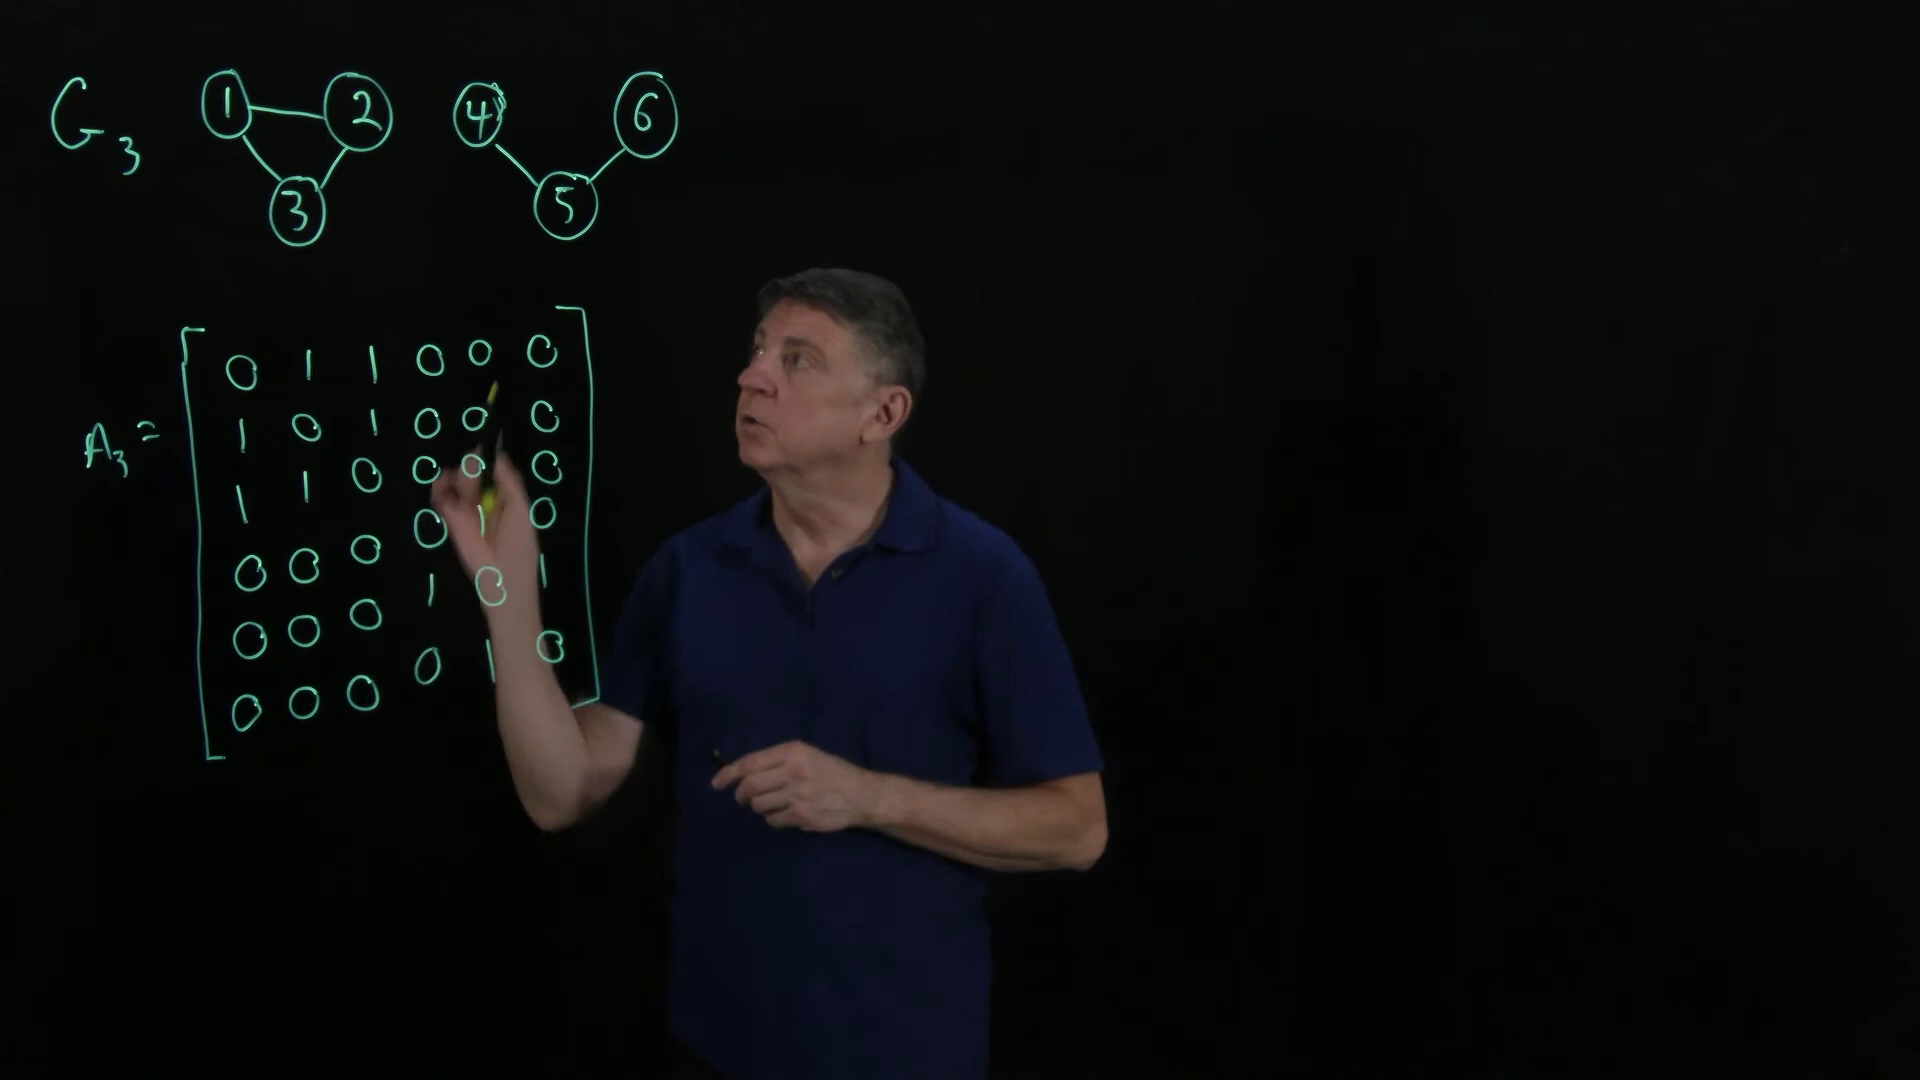 G₃ 1 2 4 6
3 5
0 1 1 0 0 0
A₃ = 1 0 1 0 0 0
1 1 0 0 0 0
0 0 0 0 1 0
0 0 0 1 0 1
0 0 0 0 1 0